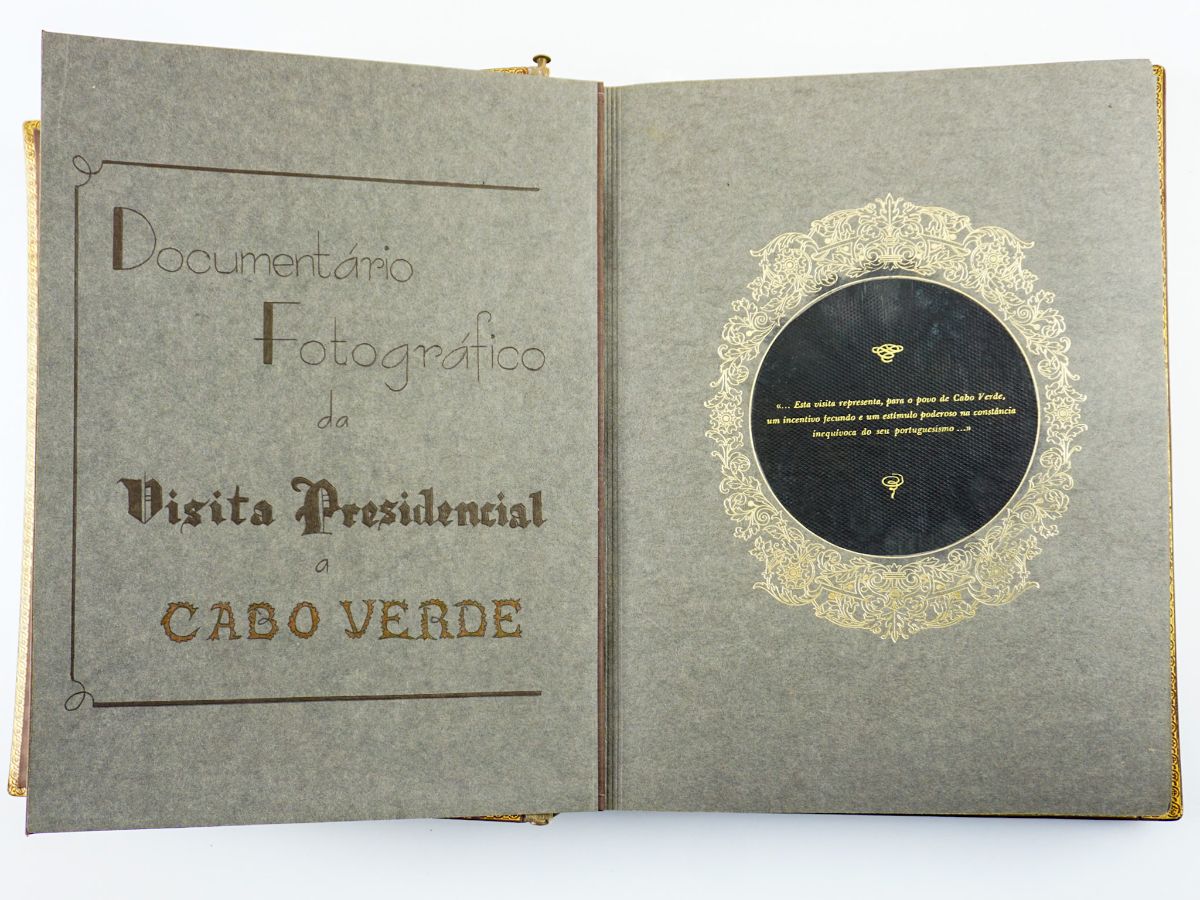 Documentário
Fotográfico
da
Visita Presidencial
a
CABO VERDE
«... Esta visita representa, para o povo de Cabo Verde,
um incentivo fecundo e um estímulo poderoso na constância
inequívoca do seu portuguesismo ...»